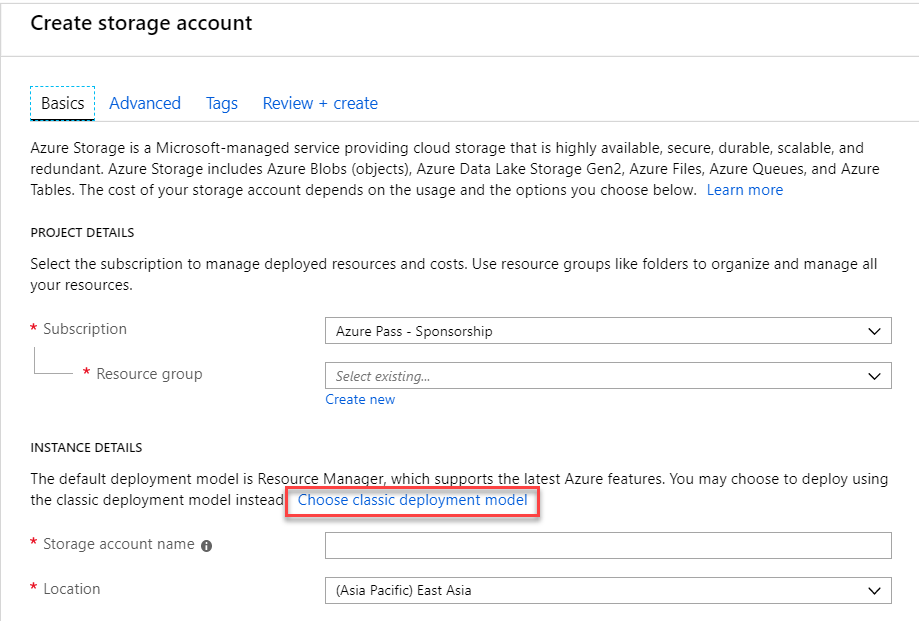 Create storage account
Basics Advanced Tags Review + create
Azure Storage is a Microsoft-managed service providing cloud storage that is highly available, secure, durable, scalable, and
redundant. Azure Storage includes Azure Blobs (objects), Azure Data Lake Storage Gen2, Azure Files, Azure Queues, and Azure
Tables. The cost of your storage account depends on the usage and the options you choose below. Learn more
PROJECT DETAILS
Select the subscription to manage deployed resources and costs. Use resource groups like folders to organize and manage all
your resources.
* Subscription Azure Pass - Sponsorship
* Resource group Select existing...
Create new
INSTANCE DETAILS
The default deployment model is Resource Manager, which supports the latest Azure features. You may choose to deploy using
the classic deployment model instead Choose classic deployment model
* Storage account name
* Location (Asia Pacific) East Asia